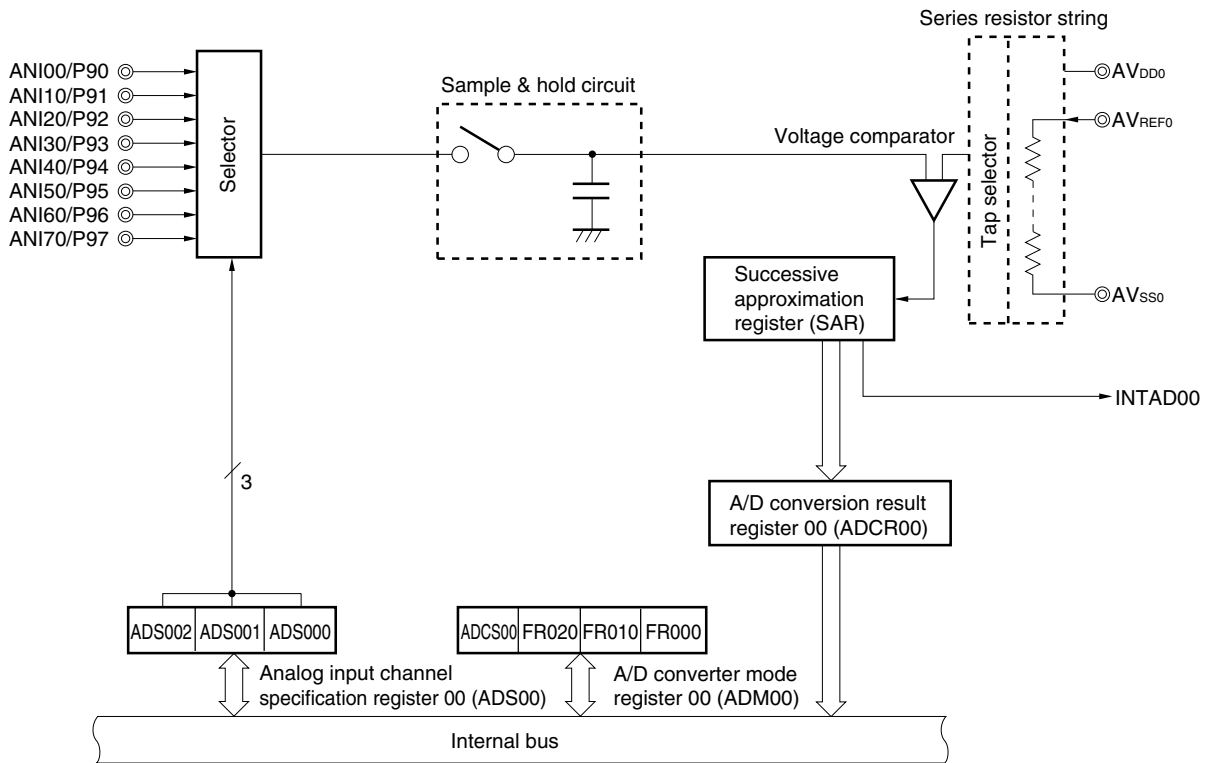 Series resistor string
ANI00/P90
ANI10/P91
ANI20/P92
ANI30/P93
ANI40/P94
ANI50/P95
ANI60/P96
ANI70/P97
Selector
Sample & hold circuit
Voltage comparator
Tap selector
AVDD0
AVREF0
AVSS0
Successive
approximation
register (SAR)
INTAD00
3
A/D conversion result
register 00 (ADCR00)
ADS002 ADS001 ADS000
ADCS00 FR020 FR010 FR000
Analog input channel
specification register 00 (ADS00)
A/D converter mode
register 00 (ADM00)
Internal bus